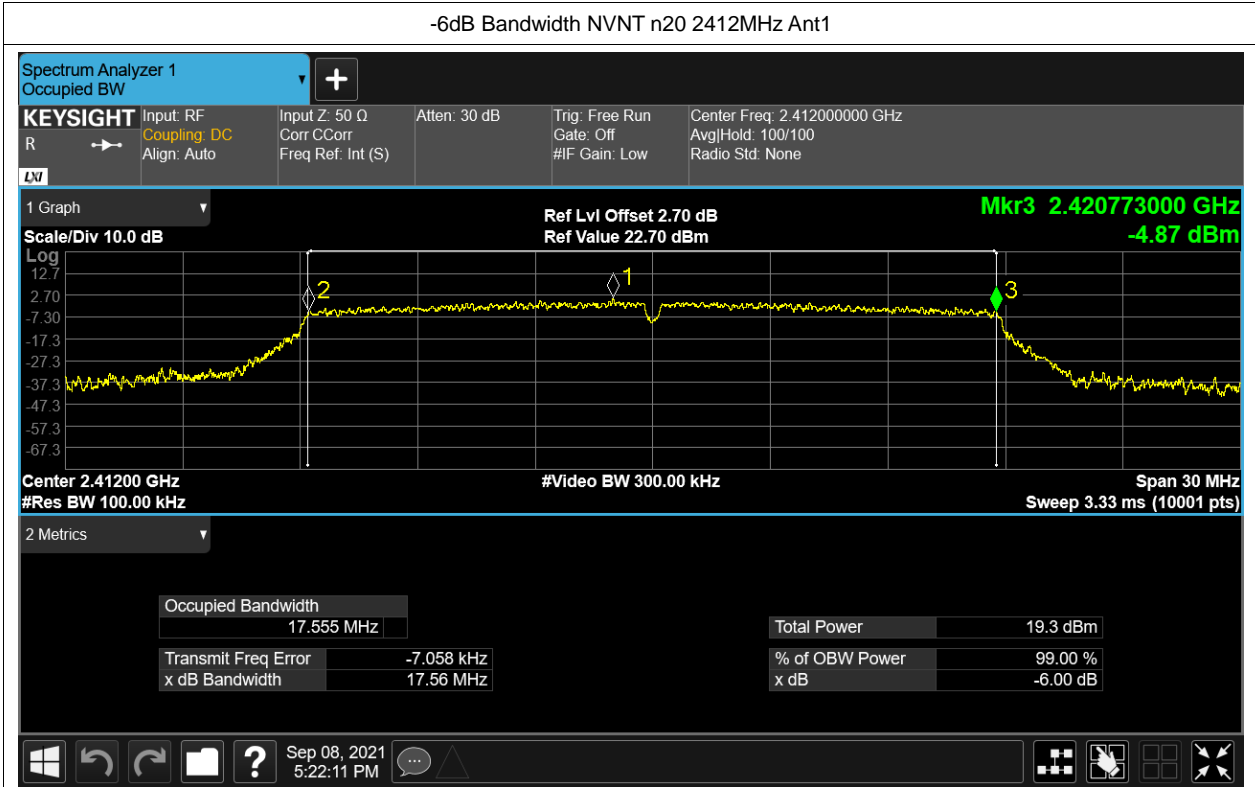 -6dB Bandwidth NVNT n20 2412MHz Ant1
Spectrum Analyzer 1
Occupied BW
KEYSIGHT
R
LXI
Input: RF
Coupling: DC
Align: Auto
Input Z: 50 Ω
Corr CCorr
Freq Ref: Int (S)
Atten: 30 dB
Trig: Free Run
Gate: Off
#IF Gain: Low
Center Freq: 2.412000000 GHz
Avg|Hold: 100/100
Radio Std: None
1 Graph
Scale/Div 10.0 dB
Ref Lvl Offset 2.70 dB
Ref Value 22.70 dBm
Mkr3 2.420773000 GHz
-4.87 dBm
Log
12.7
2.70
-7.30
-17.3
-27.3
-37.3
-47.3
-57.3
-67.3
2
1
3
Center 2.41200 GHz
#Res BW 100.00 kHz
#Video BW 300.00 kHz
Span 30 MHz
Sweep 3.33 ms (10001 pts)
2 Metrics
Occupied Bandwidth
17.555 MHz
Transmit Freq Error -7.058 kHz
x dB Bandwidth 17.56 MHz
Total Power 19.3 dBm
% of OBW Power 99.00 %
x dB -6.00 dB
?
Sep 08, 2021
5:22:11 PM